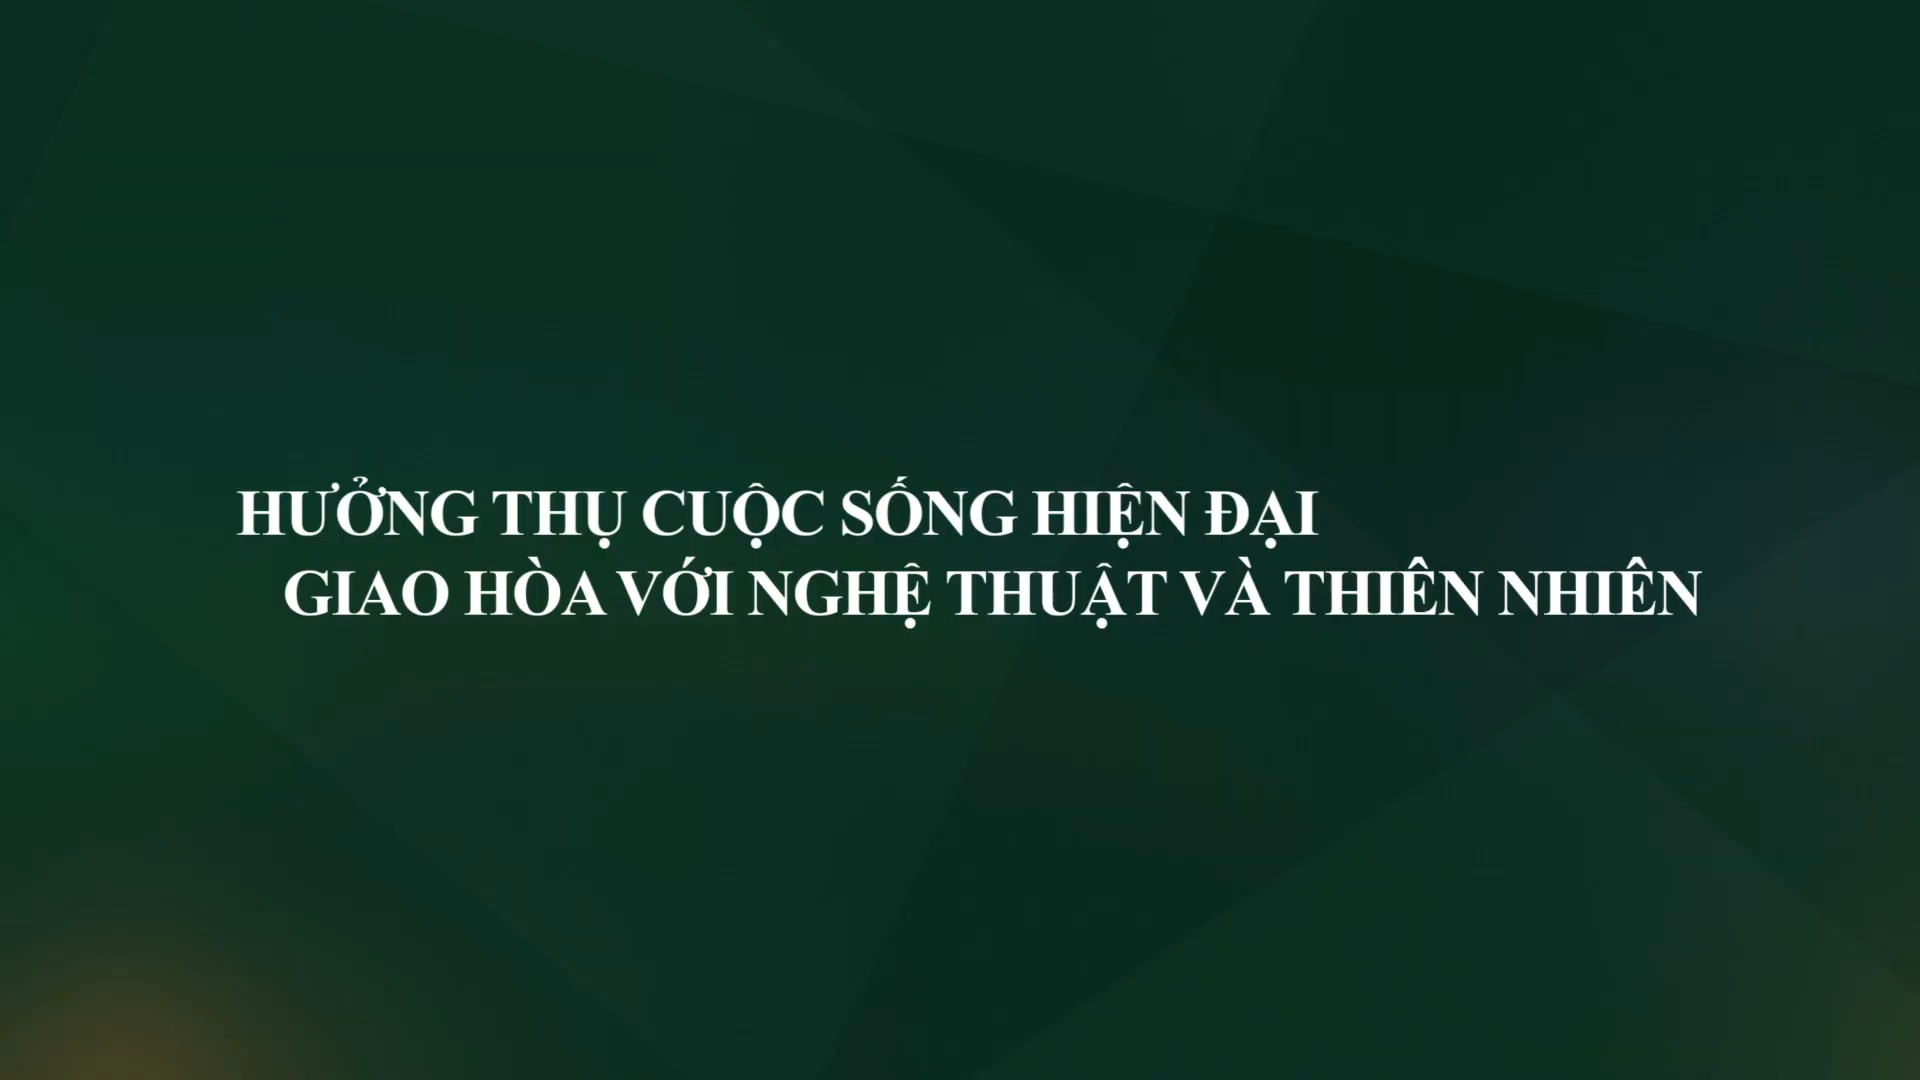 HƯỞNG THỤ CUỘC SỐNG HIỆN ĐẠI
GIAO HÒA VỚI NGHỆ THUẬT VÀ THIÊN NHIÊN